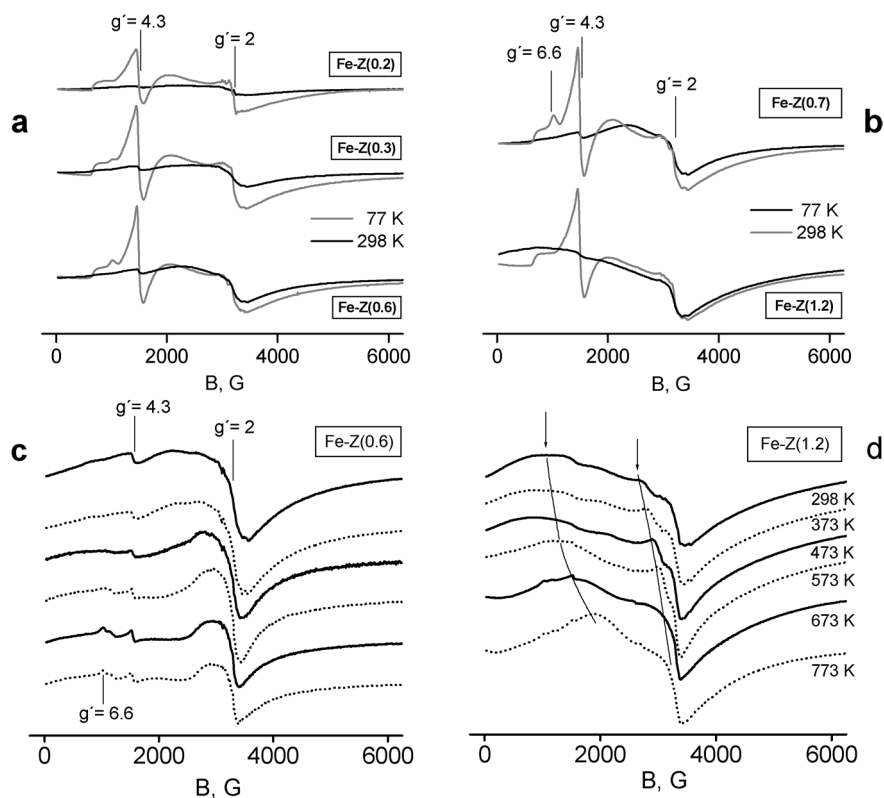 g´= 4.3
g´= 2
Fe-Z(0.2)
a
Fe-Z(0.3)
77 K
298 K
Fe-Z(0.6)
0 2000 4000 6000
B, G
g´= 4.3
g´= 6.6
g´= 2
Fe-Z(0.7)
b
77 K
298 K
Fe-Z(1.2)
0 2000 4000 6000
B, G
c
g´= 4.3
g´= 2
Fe-Z(0.6)
g´= 6.6
0 2000 4000 6000
B, G
Fe-Z(1.2)
d
298 K
373 K
473 K
573 K
673 K
773 K
0 2000 4000 6000
B, G